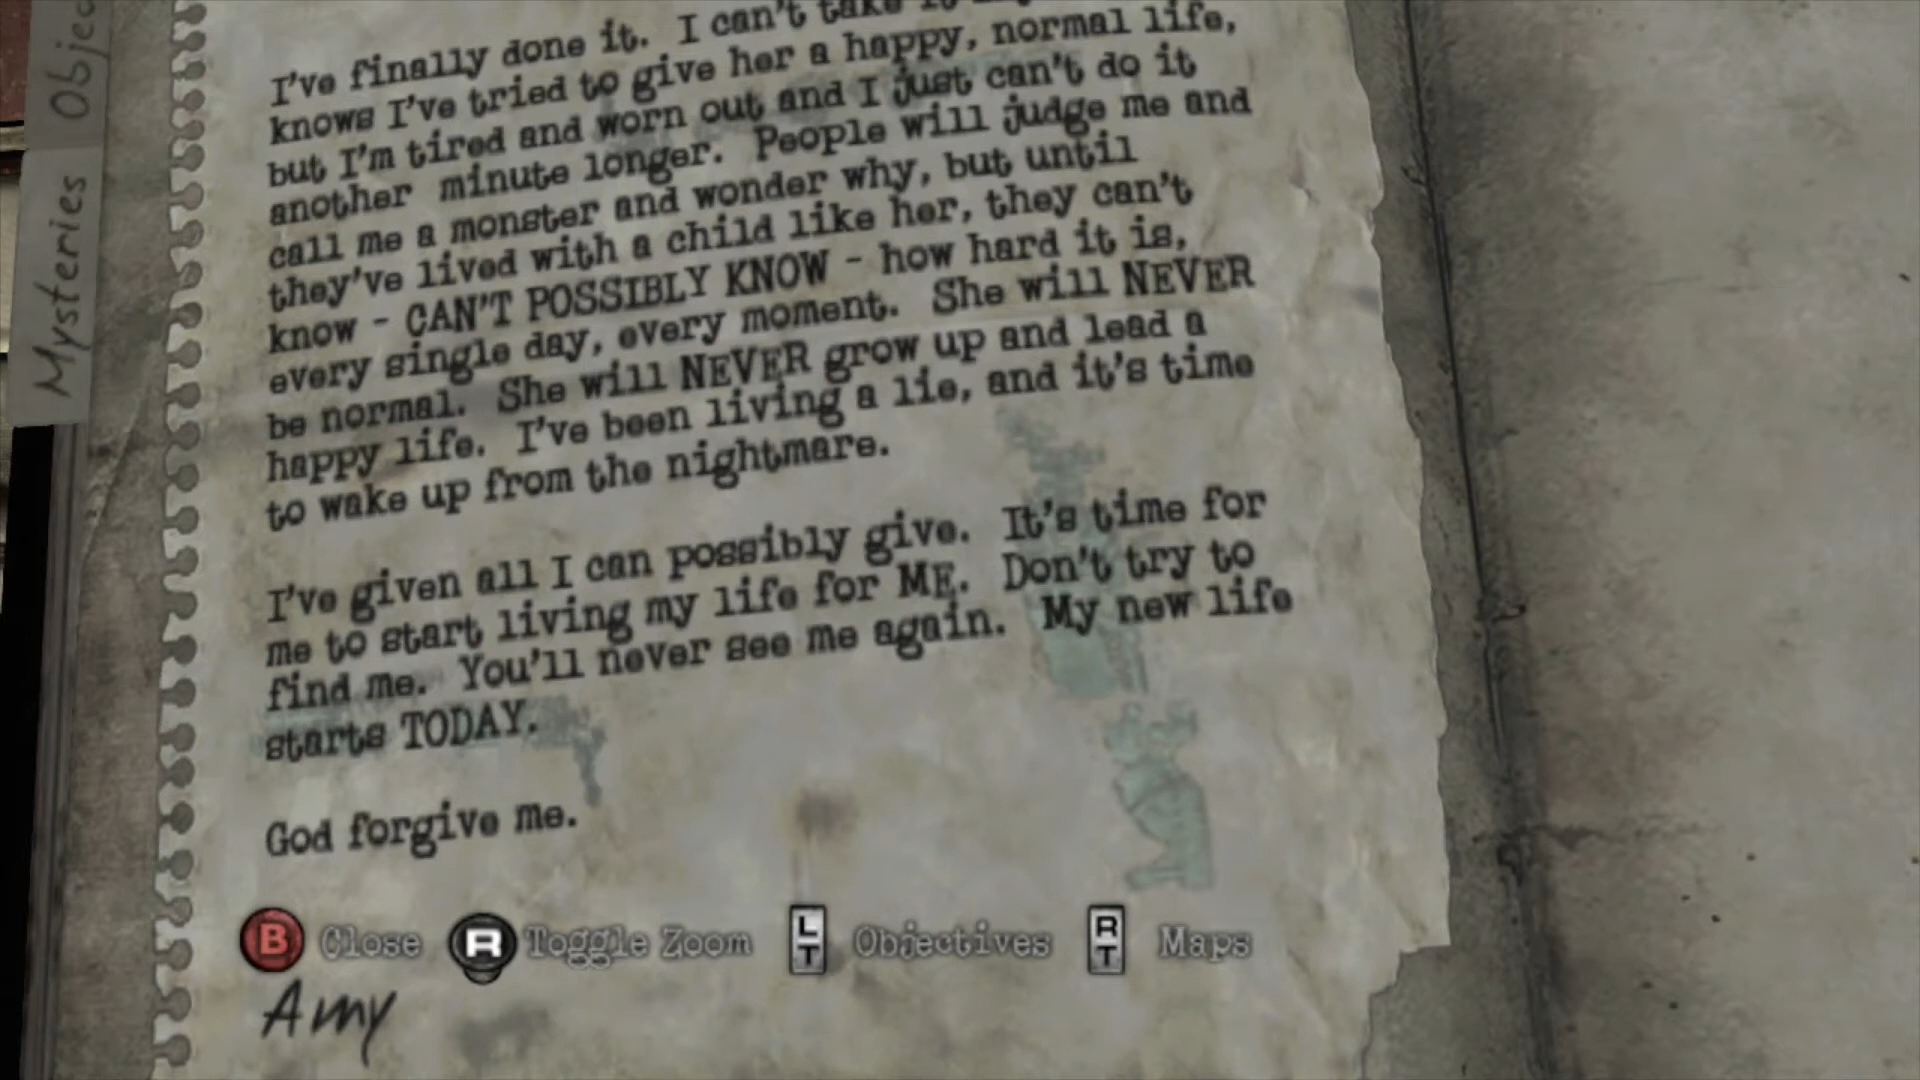 Objec
Mysteries
I've finally done it. I can't take it
knows I've tried to give her a happy, normal life,
but I'm tired and worn out and I just can't do it
another minute longer. People will judge me and
call me a monster and wonder why, but until
they've lived with a child like her, they can't
know - CAN'T POSSIBLY KNOW - how hard it is,
every single day, every moment. She will NEVER
be normal. She will NEVER grow up and lead a
happy life. I've been living a lie, and it's time
to wake up from the nightmare.
I've given all I can possibly give. It's time for
me to start living my life for ME. Don't try to
find me. You'll never see me again. My new life
starts TODAY.
God forgive me.
B Close R Toggle Zoom LT Objectives RT Maps
Amy